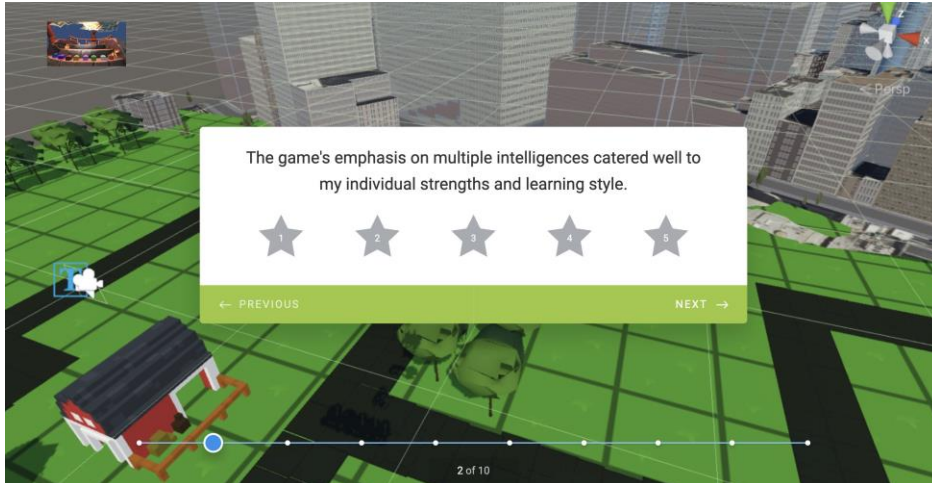 z
x
< Persp
The game's emphasis on multiple intelligences catered well to
my individual strengths and learning style.
1 2 3 4 5
T
← PREVIOUS NEXT →
2 of 10